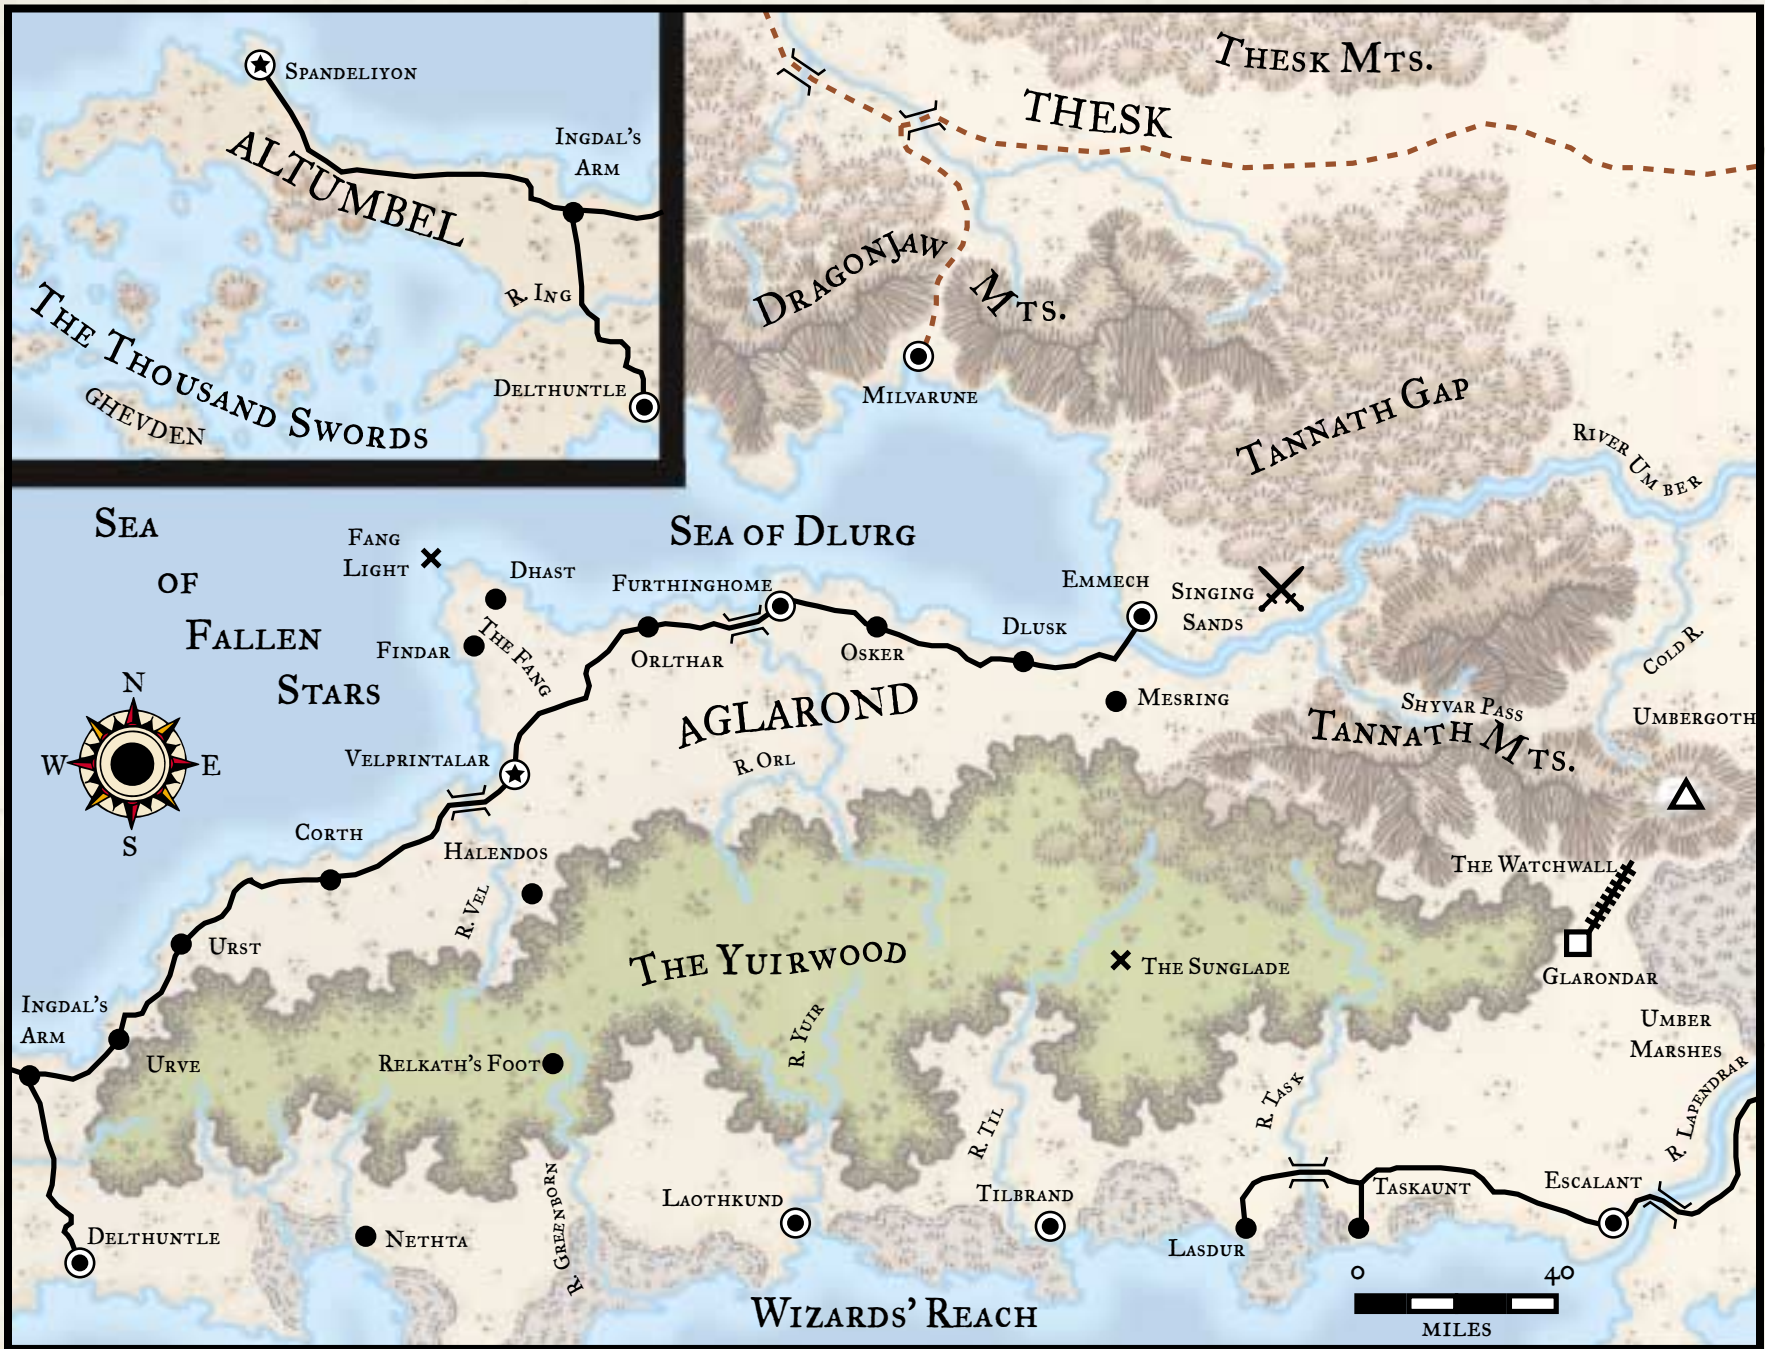 Thesk Mts.
THESK
Spandeliyon
ALTUMBEL
Ingdal's
Arm
R. Ing
Delthuntle
The Thousand Swords
GHEVDEN
Dragonjaw
Mts.
Milvarune
Tannath Gap
River Umber
Sea
of
Fallen
Stars
Sea of Dlurg
Fang
Light
Dhast
Findar
The Fang
Furthinghome
Orlthar
Osker
Dlusk
Emmech
Singing
Sands
Mesring
Cold R.
Shyvar Pass
Tannath Mts.
Umbergoth
N
W
E
S
Velprintalar
AGLAROND
R. Orl
Corth
Halendos
R. Vel
Urst
The Watchwall
Glarondar
The Yuirwood
The Sunglade
Ingdal's
Arm
Urve
Relkath's Foot
R. Yuir
Umber
Marshes
R. Lapendrar
R. Til
R. Task
Delthuntle
Nethta
R. Greenborn
Laothkund
Tilbrand
Lasdur
Taskaunt
Escalant
Wizards' Reach
0 40
Miles